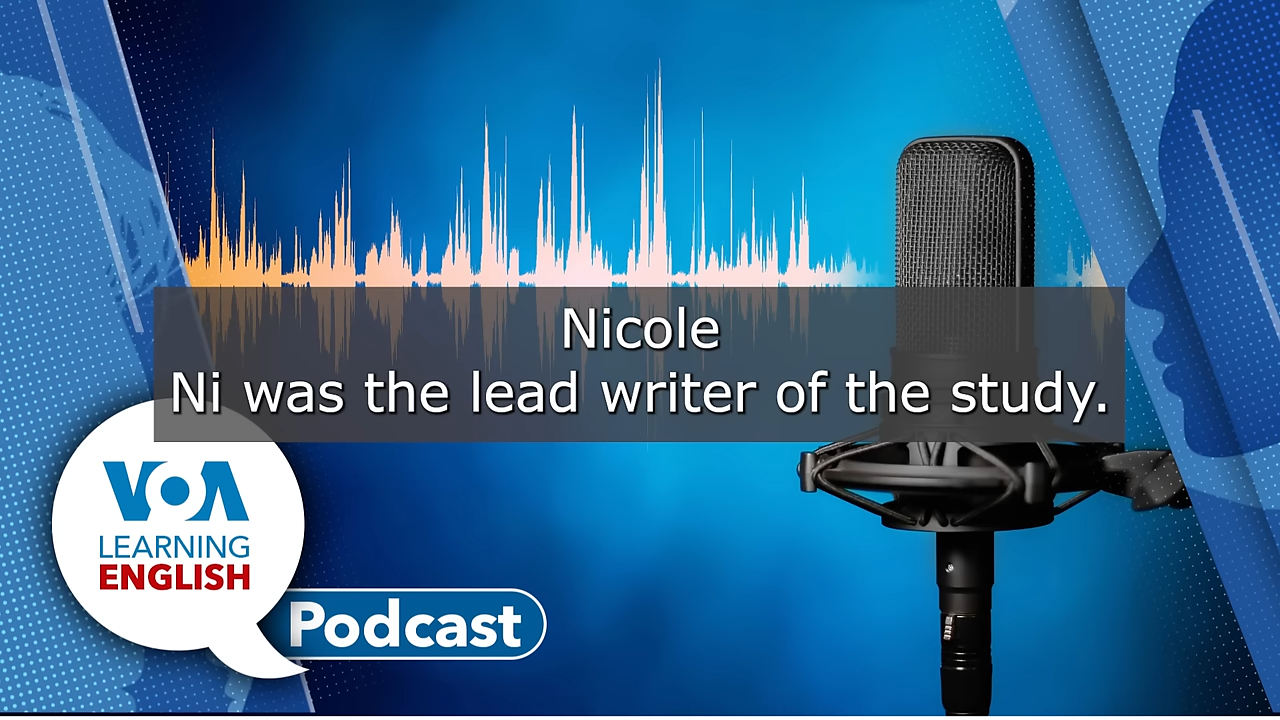 Nicole
Ni was the lead writer of the study.
VOA
LEARNING
ENGLISH
Podcast